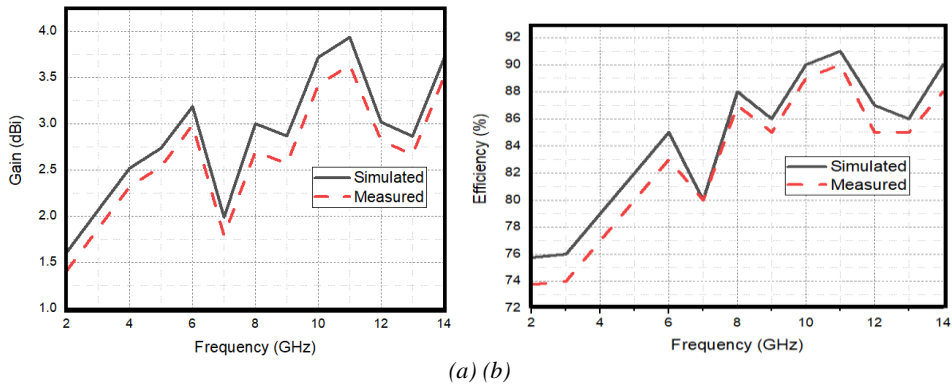 4.0
3.5
3.0
2.5
2.0
1.5
1.0
Gain (dBi)
Simulated
Measured
2 4 6 8 10 12 14
Frequency (GHz)
92
90
88
86
84
82
80
78
76
74
72
Efficiency (%)
Simulated
Measured
2 4 6 8 10 12 14
Frequency (GHz)
(a) (b)